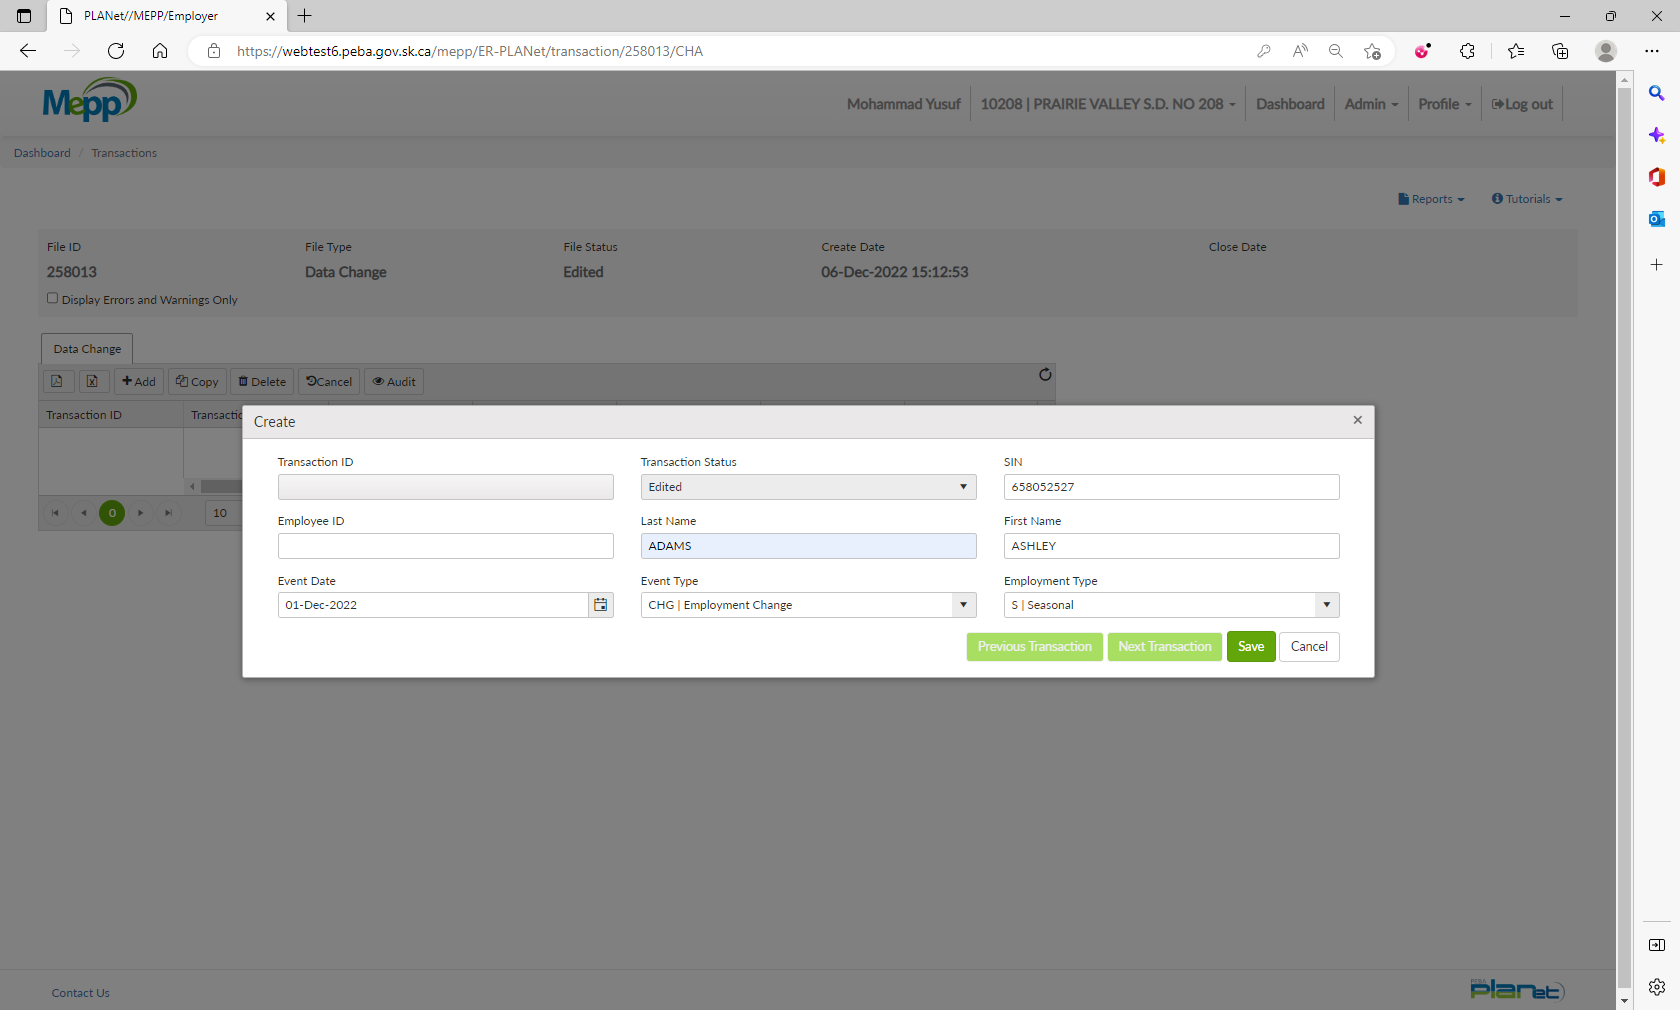 PLANet//MEPP/Employer
https://webtest6.peba.gov.sk.ca/mepp/ER-PLANet/transaction/258013/CHA
Mepp
Mohammad Yusuf
10208 | PRAIRIE VALLEY S.D. NO 208
Dashboard
Admin
Profile
Log out
Dashboard / Transactions
Reports
Tutorials
File ID
File Type
File Status
Create Date
Close Date
258013
Data Change
Edited
06-Dec-2022 15:12:53
Display Errors and Warnings Only
Data Change
Add
Copy
Delete
Cancel
Audit
Transaction ID
Create
Transaction ID
Transaction Status
SIN
Edited
658052527
Employee ID
Last Name
First Name
ADAMS
ASHLEY
Event Date
Event Type
Employment Type
01-Dec-2022
CHG | Employment Change
S | Seasonal
Previous Transaction
Next Transaction
Save
Cancel
0
10
Contact Us
PEBA
Planet